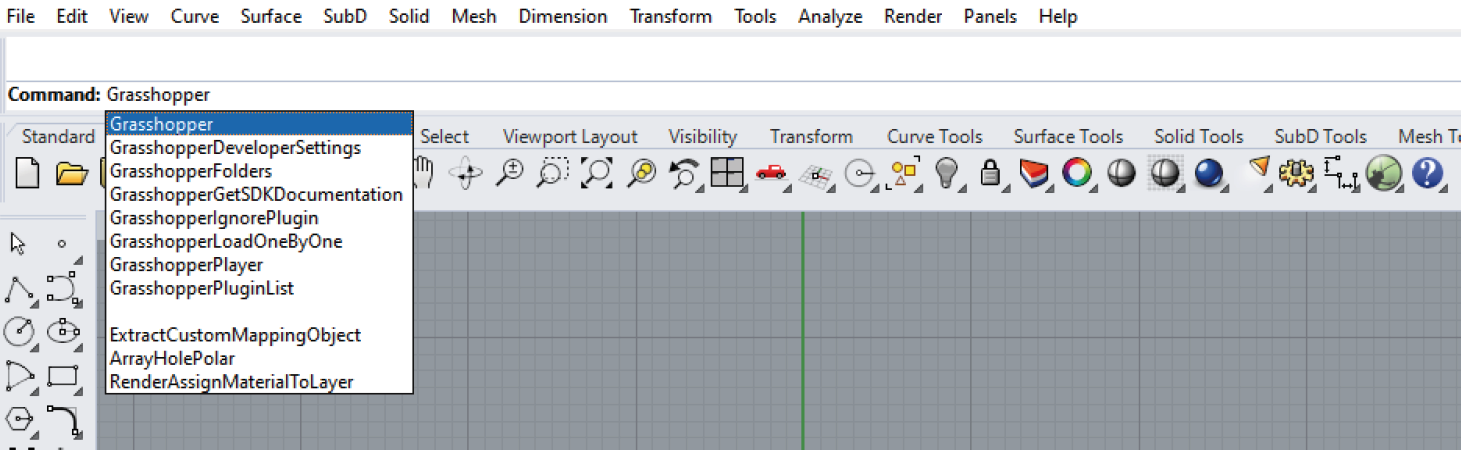 File Edit View Curve Surface SubD Solid Mesh Dimension Transform Tools Analyze Render Panels Help
Command: Grasshopper
Standard Select Viewport Layout Visibility Transform Curve Tools Surface Tools Solid Tools SubD Tools Mesh T
Grasshopper
GrasshopperDeveloperSettings
GrasshopperFolders
GrasshopperGetSDKDocumentation
GrasshopperIgnorePlugin
GrasshopperLoadOneByOne
GrasshopperPlayer
GrasshopperPluginList
ExtractCustomMappingObject
ArrayHolePolar
RenderAssignMaterialToLayer